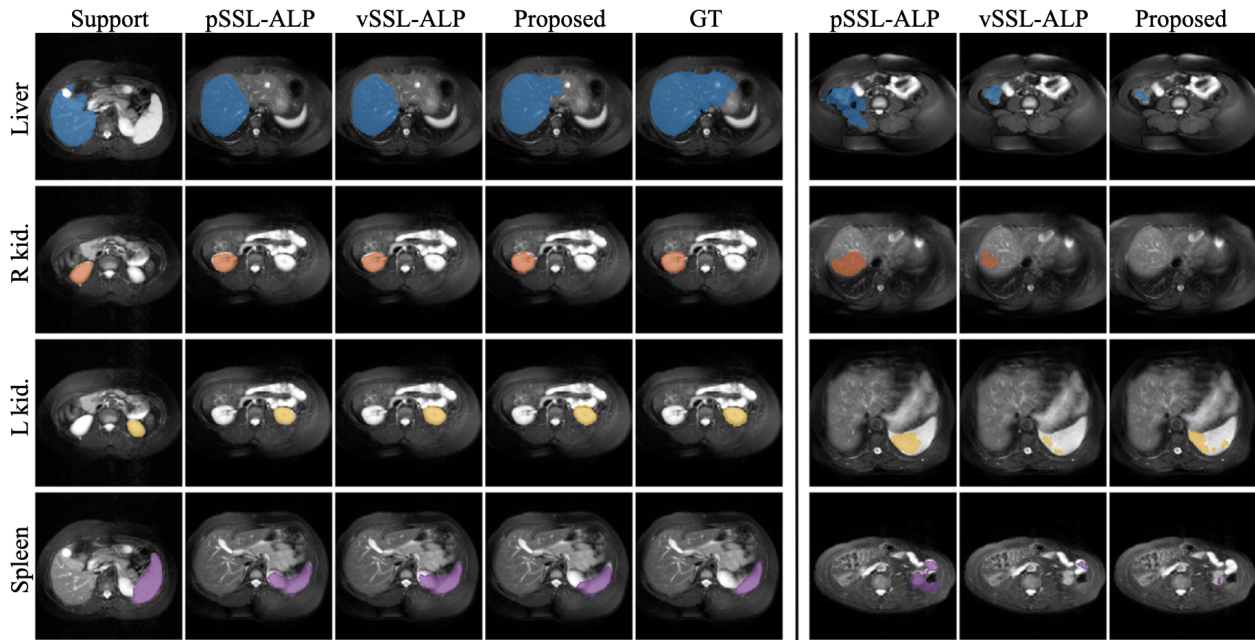 Support pSSL-ALP vSSL-ALP Proposed GT pSSL-ALP vSSL-ALP Proposed
Liver
R kid.
L kid.
Spleen